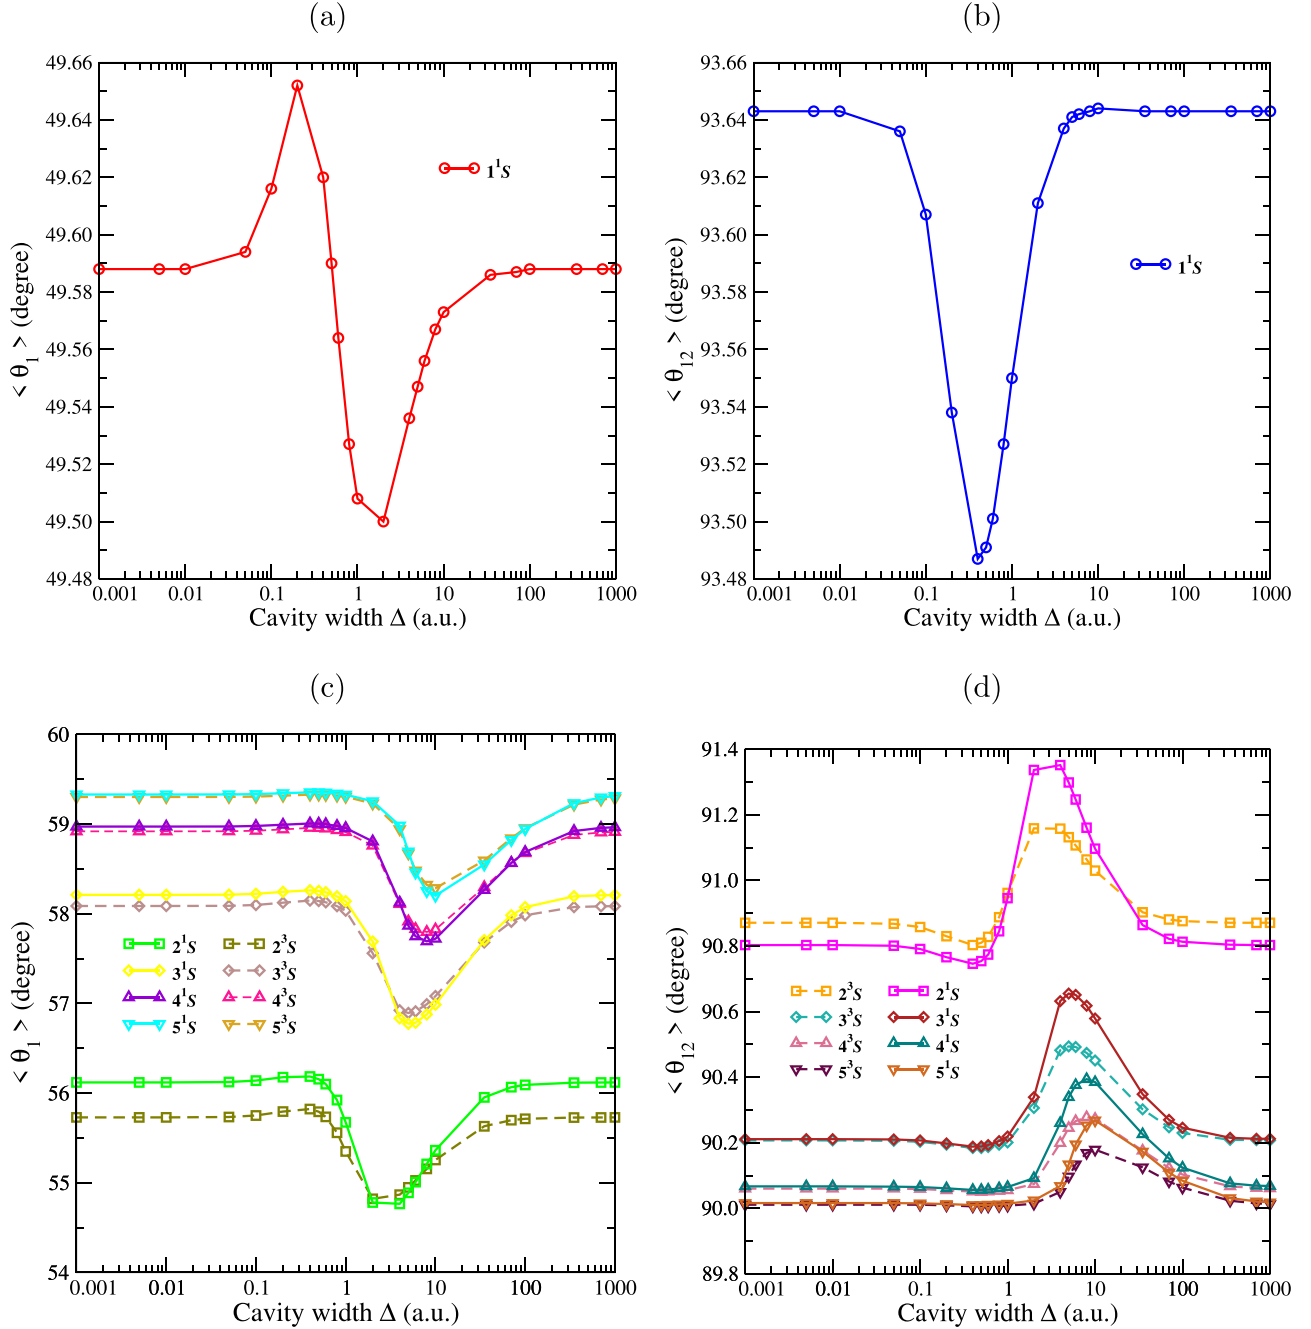 (a)
49.66
49.64
49.62
49.60
49.58
49.56
49.54
49.52
49.50
49.48
< θ1 > (degree)
1¹S
0.001 0.01 0.1 1 10 100 1000
Cavity width Δ (a.u.)
(b)
93.66
93.64
93.62
93.60
93.58
93.56
93.54
93.52
93.50
93.48
< θ12 > (degree)
1¹S
0.001 0.01 0.1 1 10 100 1000
Cavity width Δ (a.u.)
(c)
60
59
58
57
56
55
54
< θ1 > (degree)
2¹S 2³S
3¹S 3³S
4¹S 4³S
5¹S 5³S
0.001 0.01 0.1 1 10 100 1000
Cavity width Δ (a.u.)
(d)
91.4
91.2
91.0
90.8
90.6
90.4
90.2
90.0
89.8
< θ12 > (degree)
2³S 2¹S
3³S 3¹S
4³S 4¹S
5³S 5¹S
0.001 0.01 0.1 1 10 100 1000
Cavity width Δ (a.u.)